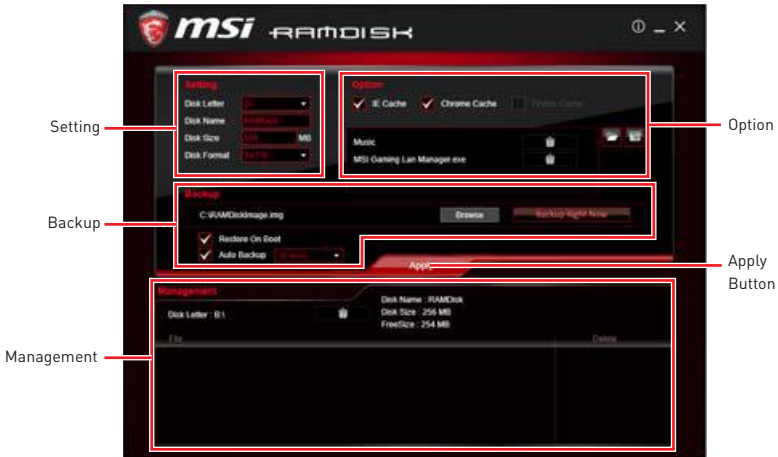 msi RAMDISK
Setting
Disk Letter
Disk Name RAMDisk
Disk Size MB
Disk Format
Option
IE Cache Chrome Cache Firefox Cache
Music
MSI Gaming Lan Manager.exe
Backup
C:\RAMDiskImage.img Browse Backup Right Now
Restore On Boot
Auto Backup
Apply
Management
Disk Letter : B:\
Disk Name : RAMDisk
Disk Size : 256 MB
FreeSize : 254 MB
File Delete
Setting
Backup
Management
Option
Apply
Button